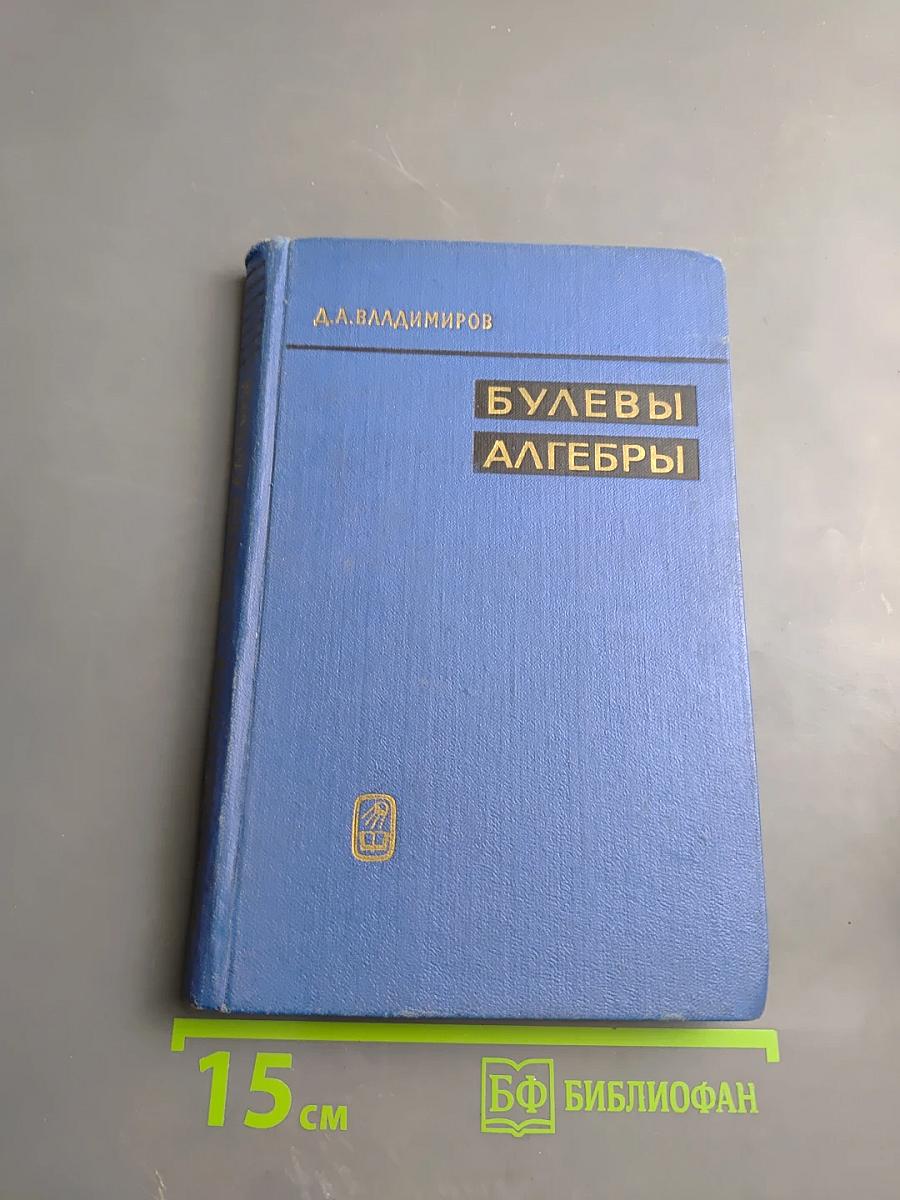 Д.А.ВЛАДИМИРОВ
БУЛЕВЫ
АЛГЕБРЫ
15 см
БФ БИБЛИОФАН